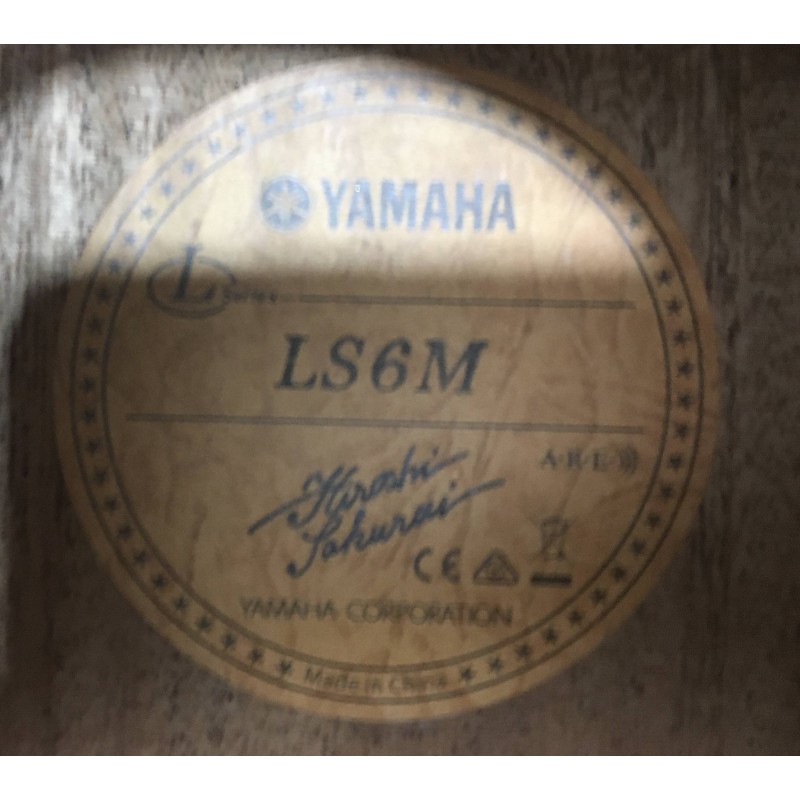 YAMAHA
L Series
LS6M
A·R·E
Hiroshi
Sakurai
CE
YAMAHA CORPORATION
Made in China